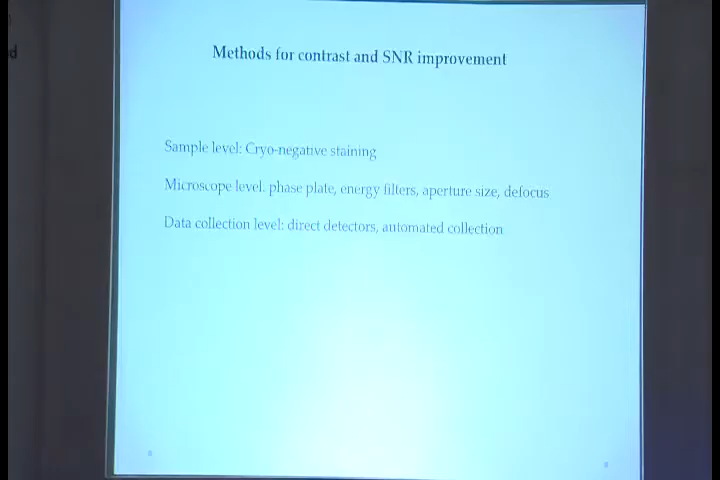 Methods for contrast and SNR improvement
Sample level: Cryo-negative staining
Microscope level. phase plate, energy filters, aperture size, defocus
Data collection level: direct detectors, automated collection